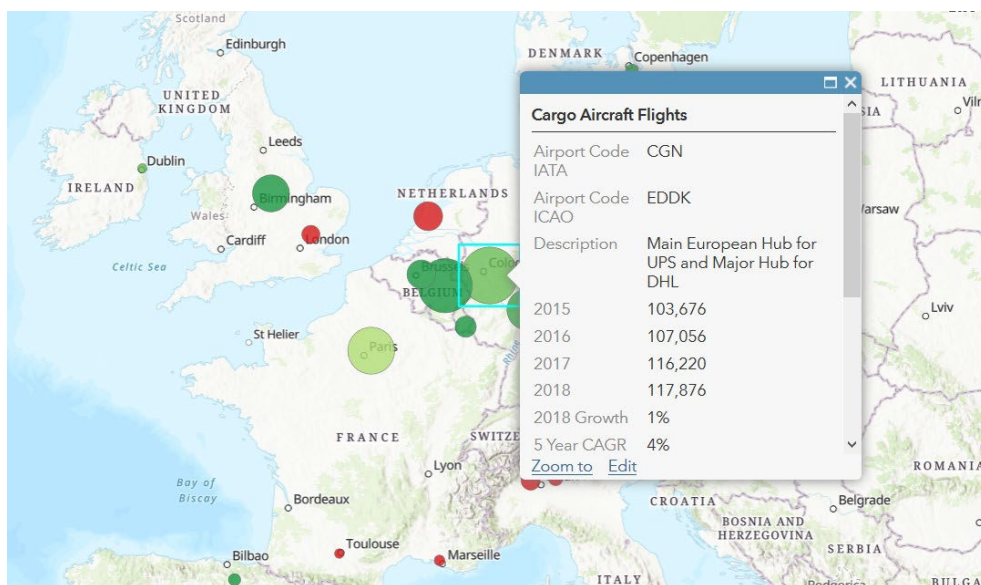 Scotland
Edinburgh
DENMARK
Copenhagen
UNITED
KINGDOM
LITHUANIA
Leeds
Dublin
IRELAND
Birmingham
NETHERLANDS
Wales
Cardiff
London
Celtic Sea
Brussels
BELGIUM
St Helier
Paris
Rhine
FRANCE
Lyon
Bay of
Biscay
Bordeaux
Toulouse
Bilbao
Marseille
ITALY
Cargo Aircraft Flights
Airport Code CGN
IATA
Airport Code EDDK
ICAO
Description Main European Hub for
UPS and Major Hub for
DHL
2015 103,676
2016 107,056
2017 116,220
2018 117,876
2018 Growth 1%
5 Year CAGR 4%
Zoom to Edit
Lviv
CROATIA
Belgrade
BOSNIA AND
HERZEGOVINA
SERBIA